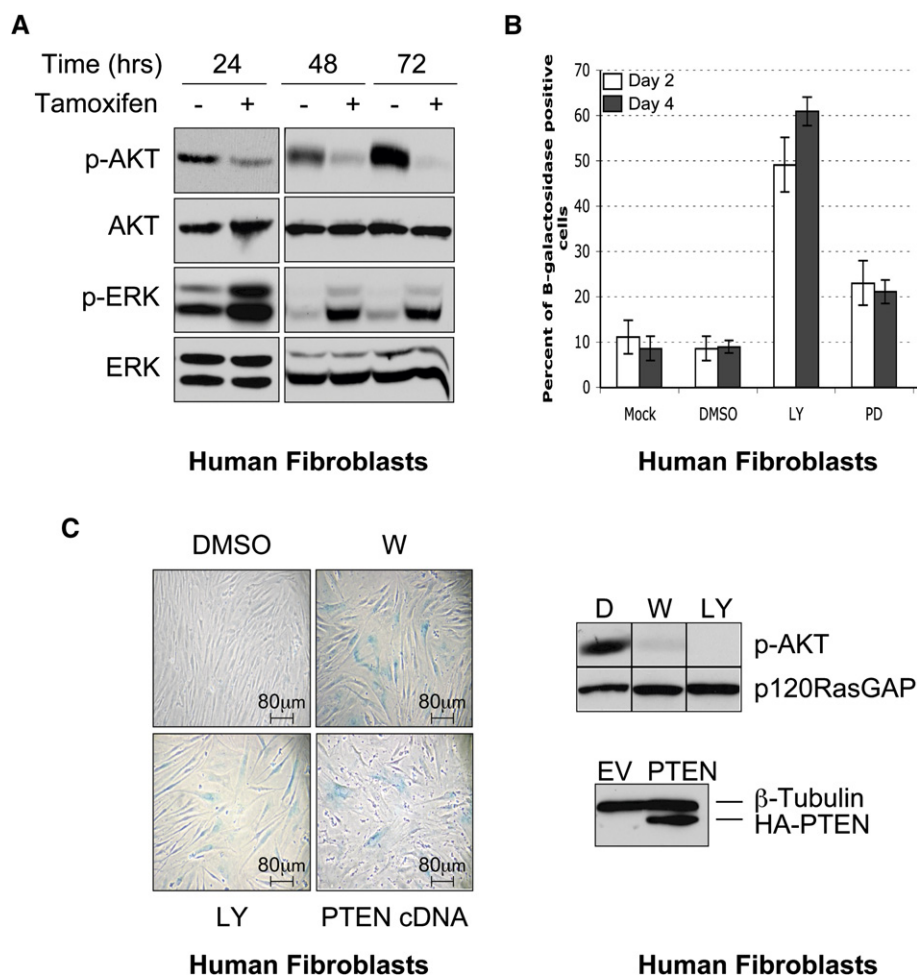 A
Time (hrs) 24 48 72
Tamoxifen - + - + - +
p-AKT
AKT
p-ERK
ERK
Human Fibroblasts
B
Percent of B-galactosidase positive
cells
70
60
50
40
30
20
10
0
Day 2
Day 4
Mock DMSO LY PD
Human Fibroblasts
C
DMSO W
80μm 80μm
80μm 80μm
LY PTEN cDNA
Human Fibroblasts
D W LY
p-AKT
p120RasGAP
EV PTEN
β-Tubulin
HA-PTEN
Human Fibroblasts